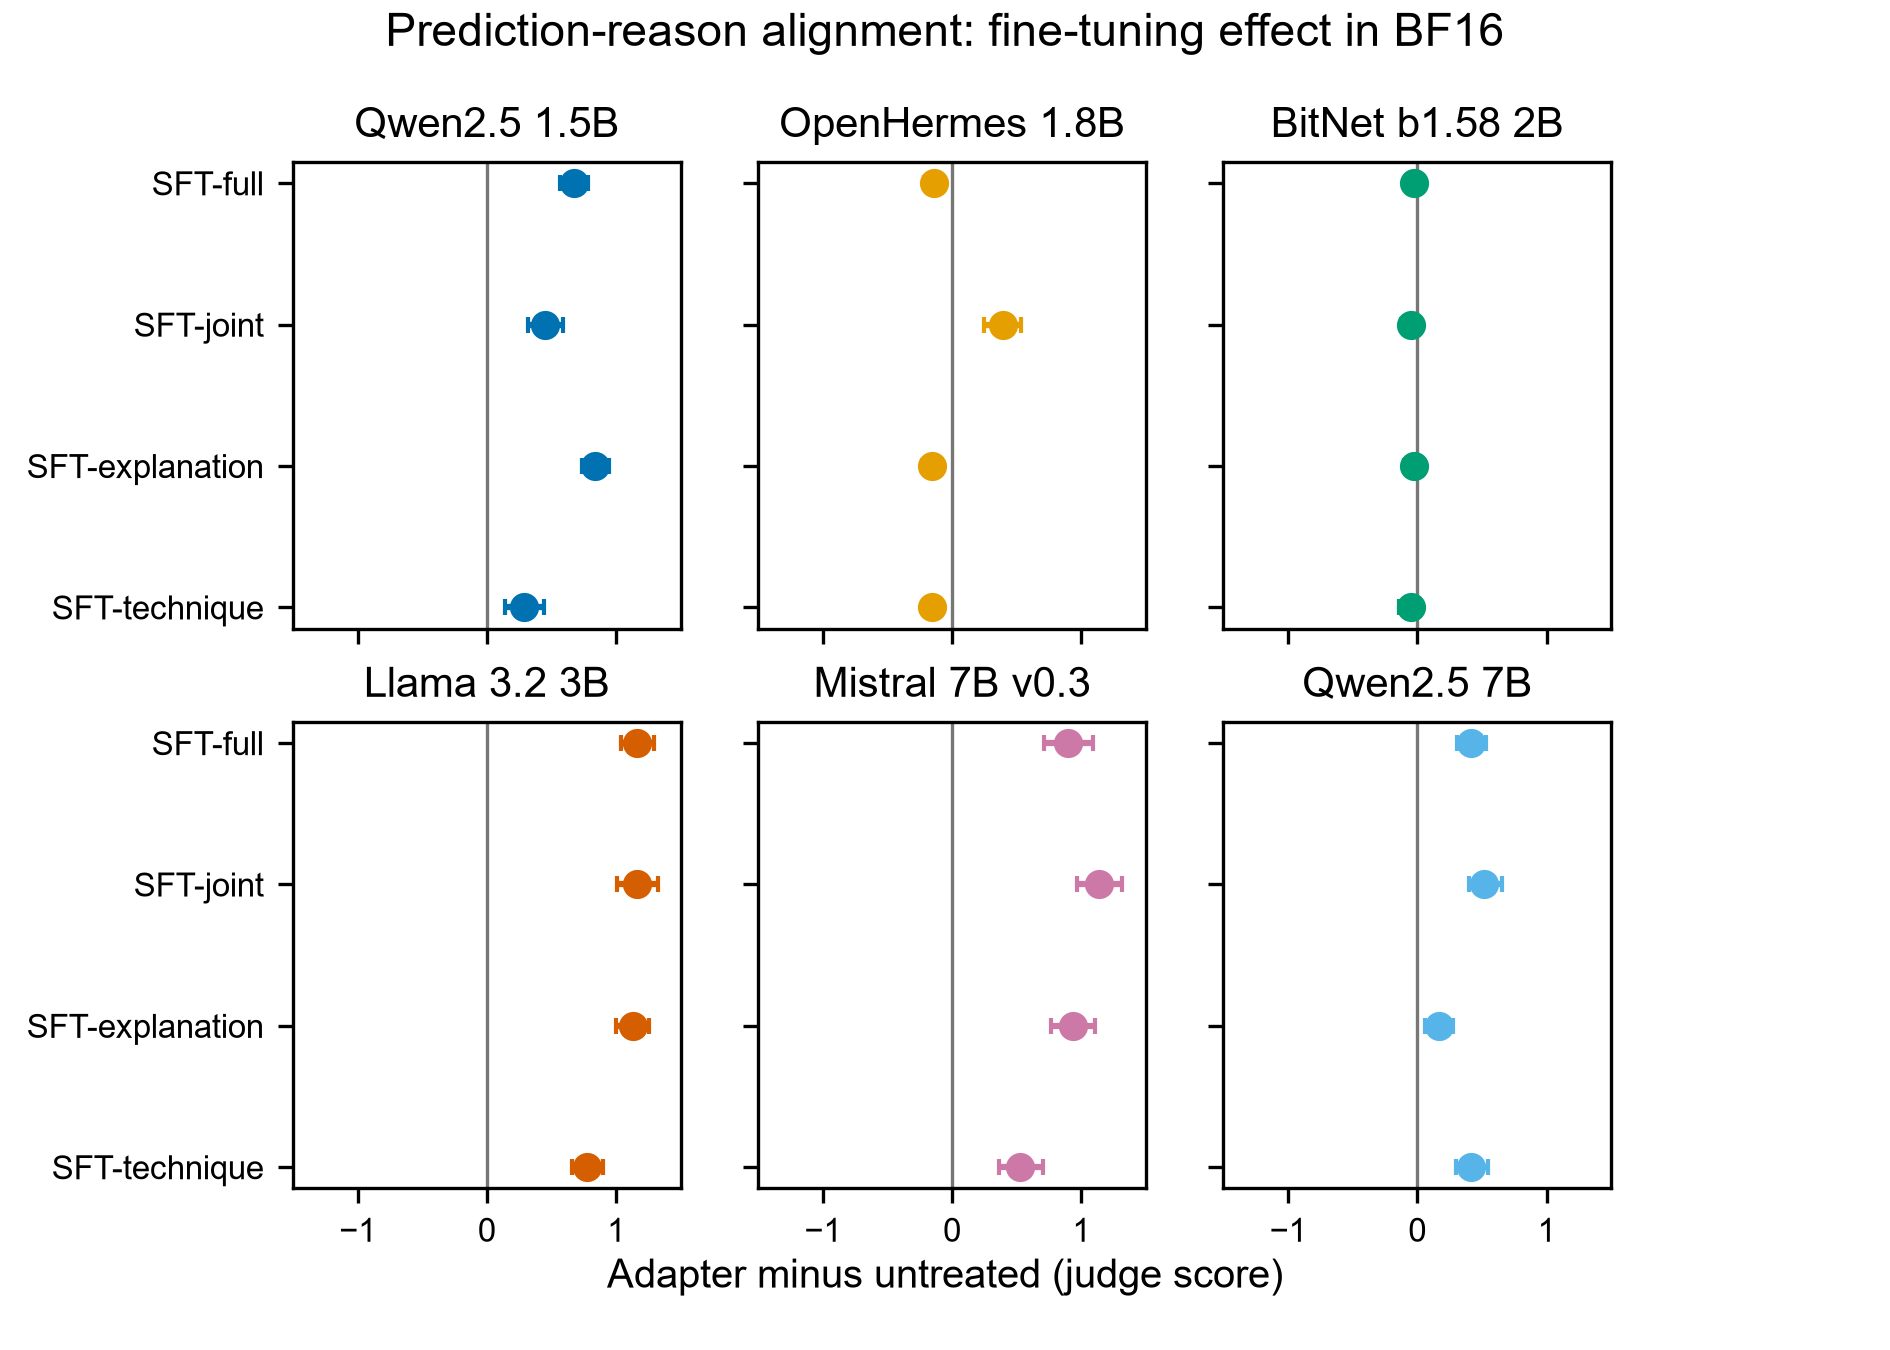 Prediction-reason alignment: fine-tuning effect in BF16
Qwen2.5 1.5B
OpenHermes 1.8B
BitNet b1.58 2B
SFT-full
SFT-joint
SFT-explanation
SFT-technique
Llama 3.2 3B
Mistral 7B v0.3
Qwen2.5 7B
SFT-full
SFT-joint
SFT-explanation
SFT-technique
−1 0 1
−1 0 1
−1 0 1
Adapter minus untreated (judge score)